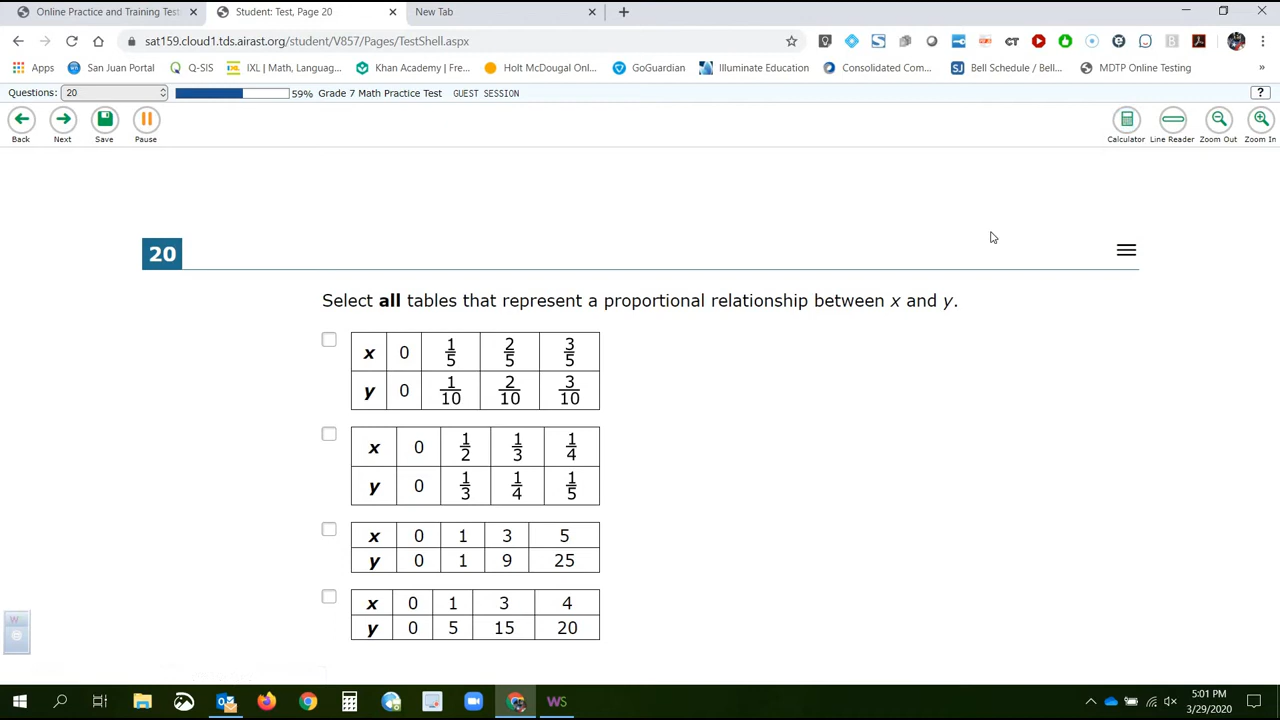 Online Practice and Training Test
Student: Test, Page 20
New Tab
sat159.cloud1.tds.airast.org/student/V857/Pages/TestShell.aspx
Apps
San Juan Portal
Q-SIS
IXL | Math, Languag...
Khan Academy | Fre...
Holt McDougal Onl...
GoGuardian
Illuminate Education
Consolidated Com...
Bell Schedule / Bell...
MDTP Online Testing
»
Questions: 20 59% Grade 7 Math Practice Test GUEST SESSION ?
Back Next Save Pause
Calculator Line Reader Zoom Out Zoom In
20
Select all tables that represent a proportional relationship between x and y.
x 0 1/5 2/5 3/5
y 0 1/10 2/10 3/10
x 0 1/2 1/3 1/4
y 0 1/3 1/4 1/5
x 0 1 3 5
y 0 1 9 25
x 0 1 3 4
y 0 5 15 20
5:01 PM
3/29/2020